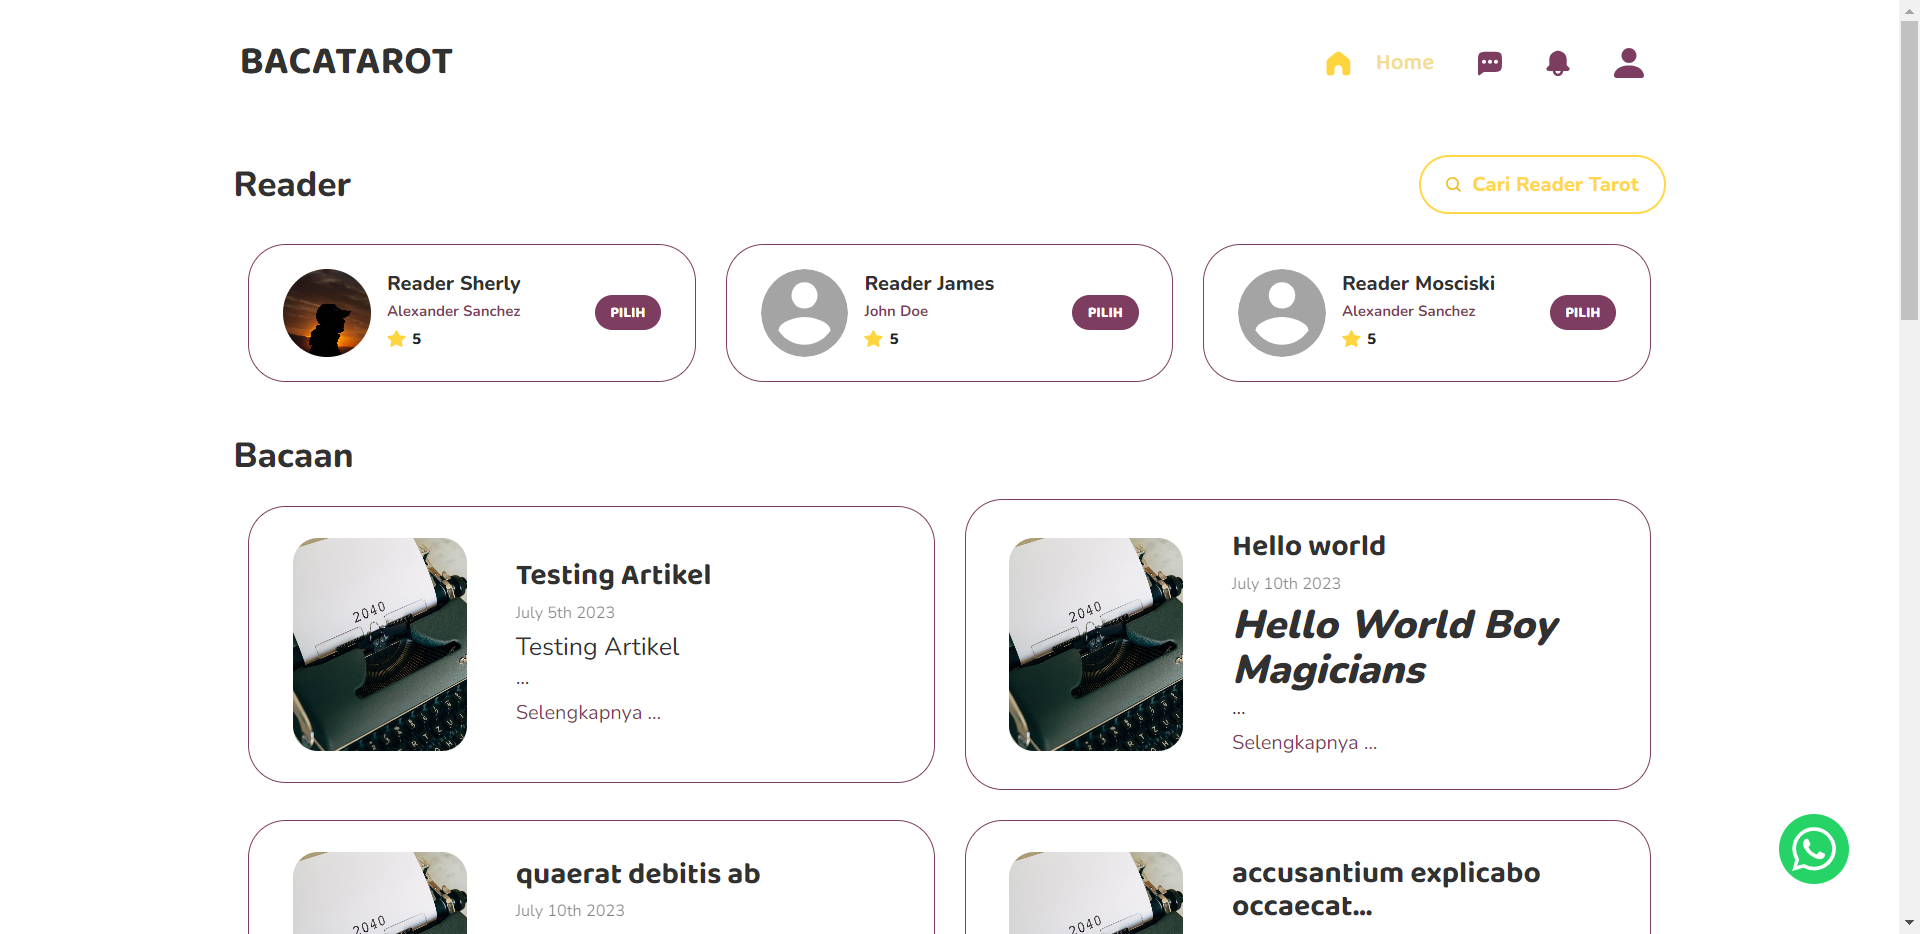 BACATAROT
Home
Reader
Cari Reader Tarot
Reader Sherly
Alexander Sanchez
5
PILIH
Reader James
John Doe
5
PILIH
Reader Mosciski
Alexander Sanchez
5
PILIH
Bacaan
2040
Testing Artikel
July 5th 2023
Testing Artikel
...
Selengkapnya ...
2040
Hello world
July 10th 2023
Hello World Boy
Magicians
...
Selengkapnya ...
2040
quaerat debitis ab
July 10th 2023
2040
accusantium explicabo
occaecat...